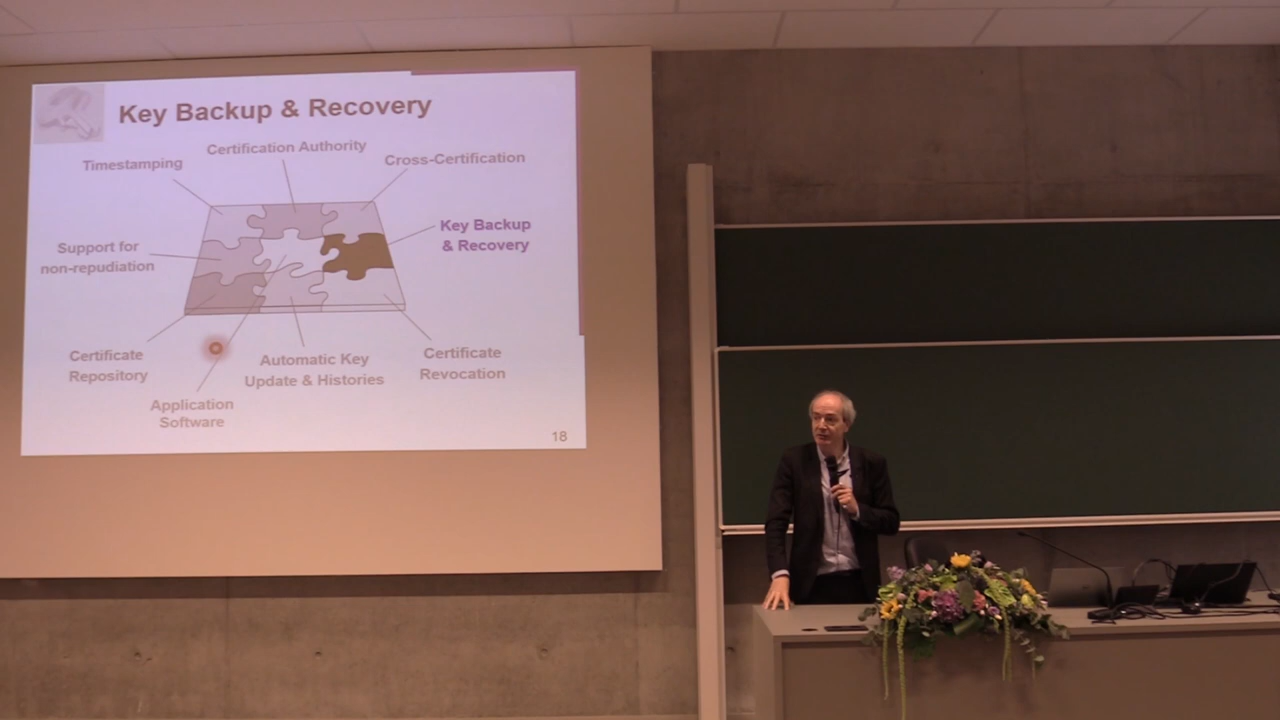 Key Backup & Recovery
Timestamping
Certification Authority
Cross-Certification
Key Backup
& Recovery
Support for
non-repudiation
Certificate
Repository
Application
Software
Automatic Key
Update & Histories
Certificate
Revocation
18